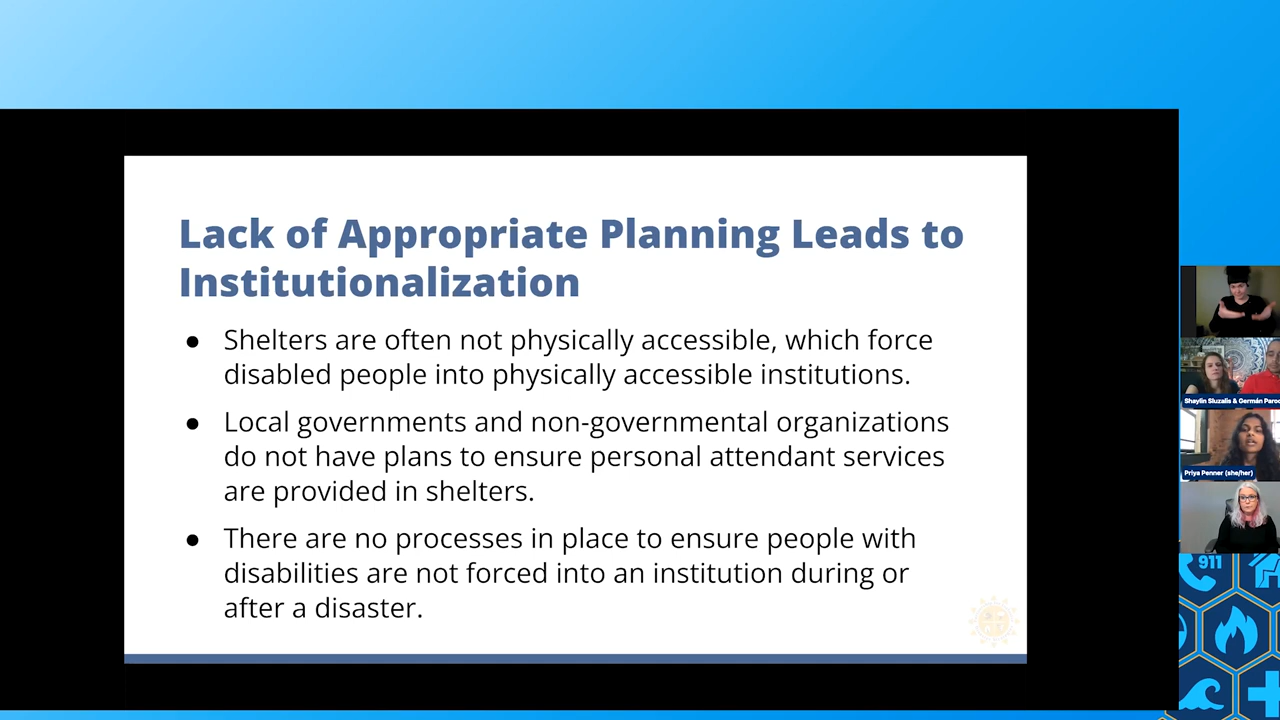 Lack of Appropriate Planning Leads to
Institutionalization
● Shelters are often not physically accessible, which force
disabled people into physically accessible institutions.
● Local governments and non-governmental organizations
do not have plans to ensure personal attendant services
are provided in shelters.
● There are no processes in place to ensure people with
disabilities are not forced into an institution during or
after a disaster.
Shaylin Sluzalis & Germán
Priya Penner (she/her)
911